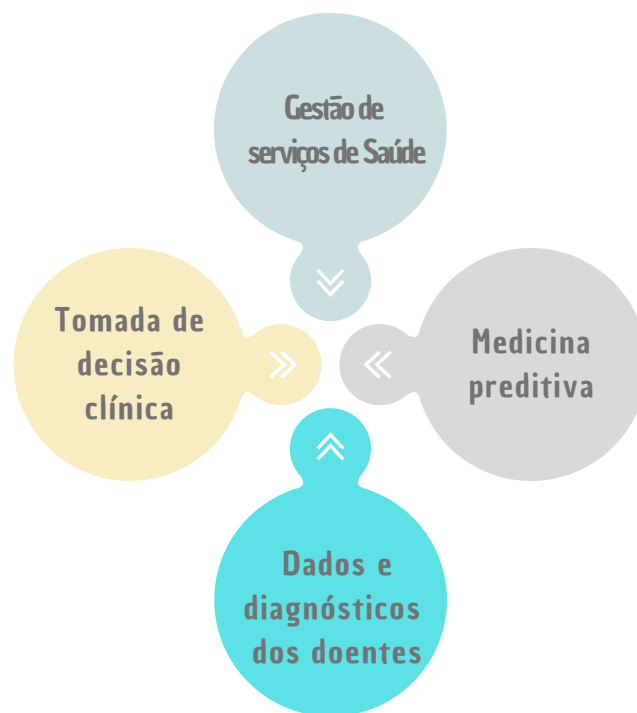 Gestão de
serviços de Saúde
Tomada de
decisão
clínica
Medicina
preditiva
Dados e
diagnósticos
dos doentes